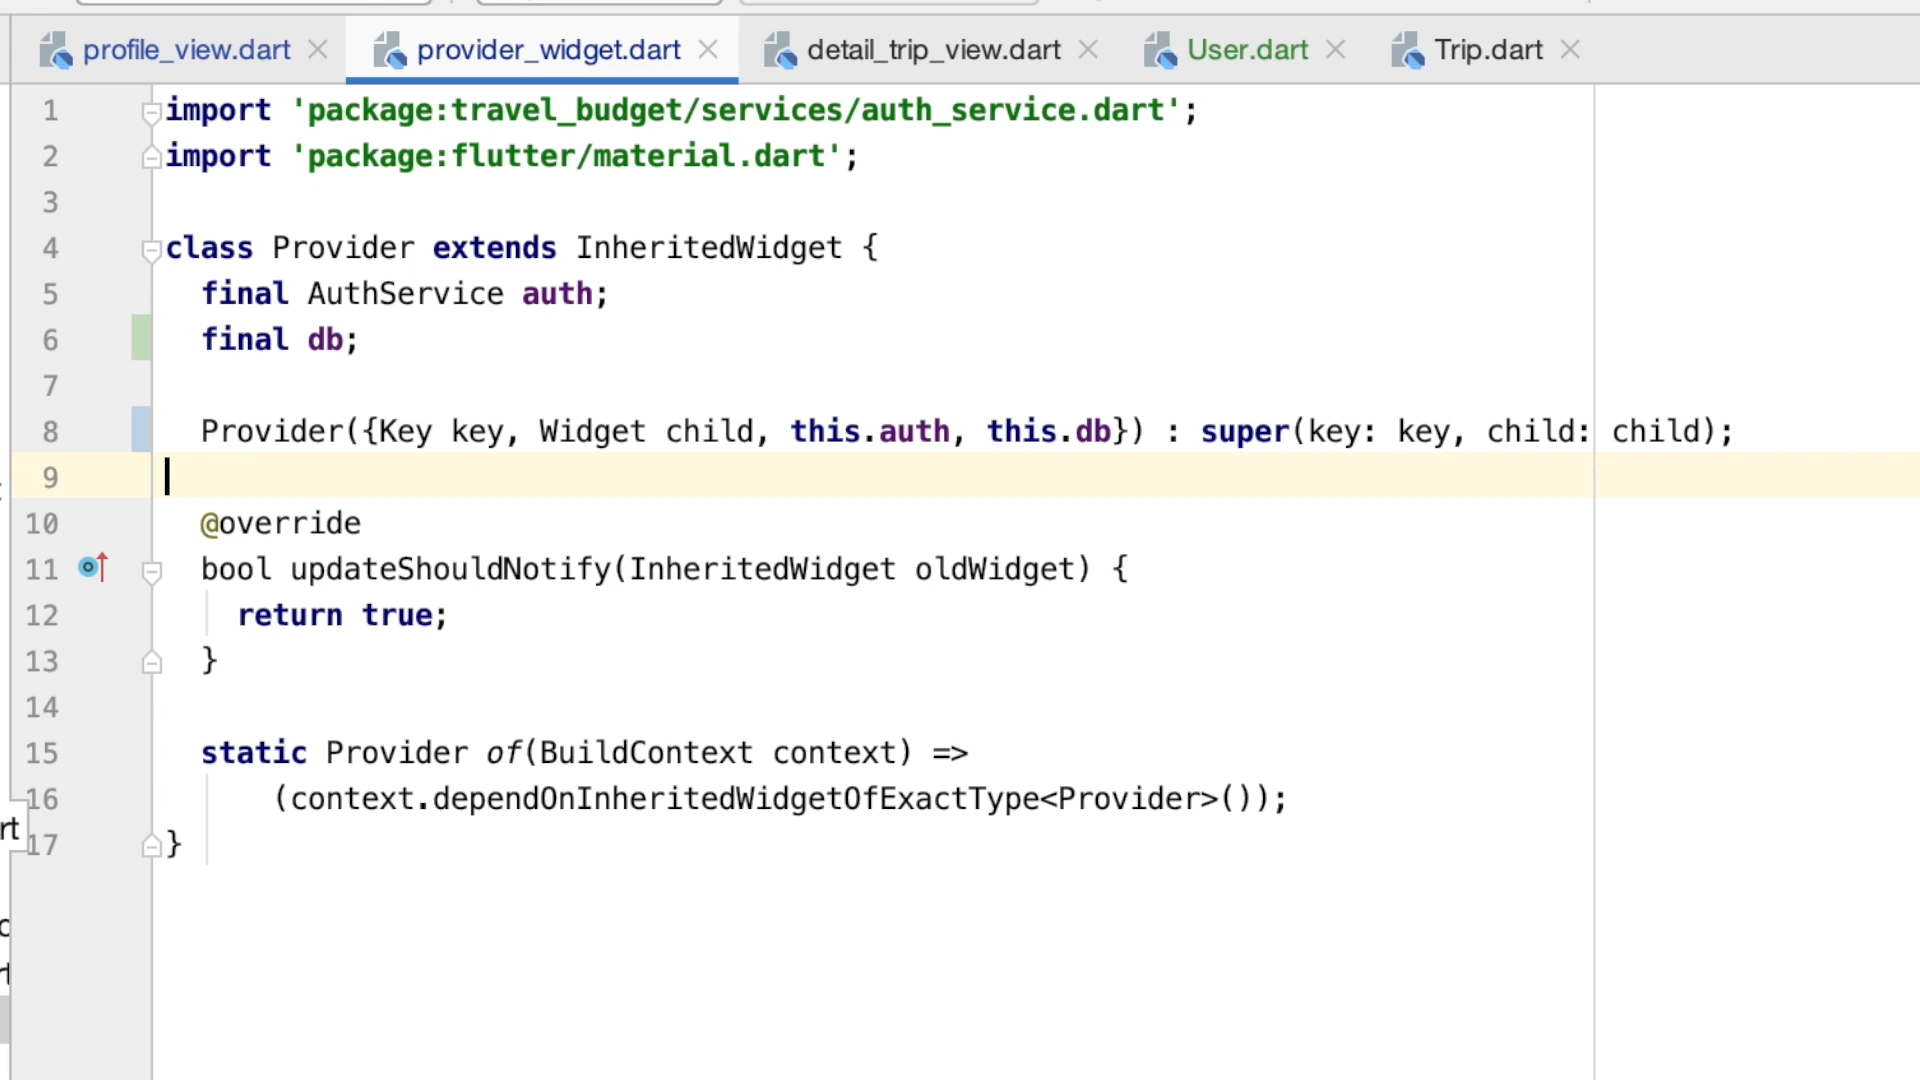 profile_view.dart provider_widget.dart detail_trip_view.dart User.dart Trip.dart
1 import 'package:travel_budget/services/auth_service.dart';
2 import 'package:flutter/material.dart';
3
4 class Provider extends InheritedWidget {
5 final AuthService auth;
6 final db;
7
8 Provider({Key key, Widget child, this.auth, this.db}) : super(key: key, child: child);
9
10 @override
11 bool updateShouldNotify(InheritedWidget oldWidget) {
12 return true;
13 }
14
15 static Provider of(BuildContext context) =>
16 (context.dependOnInheritedWidgetOfExactType<Provider>());
rt
17 }